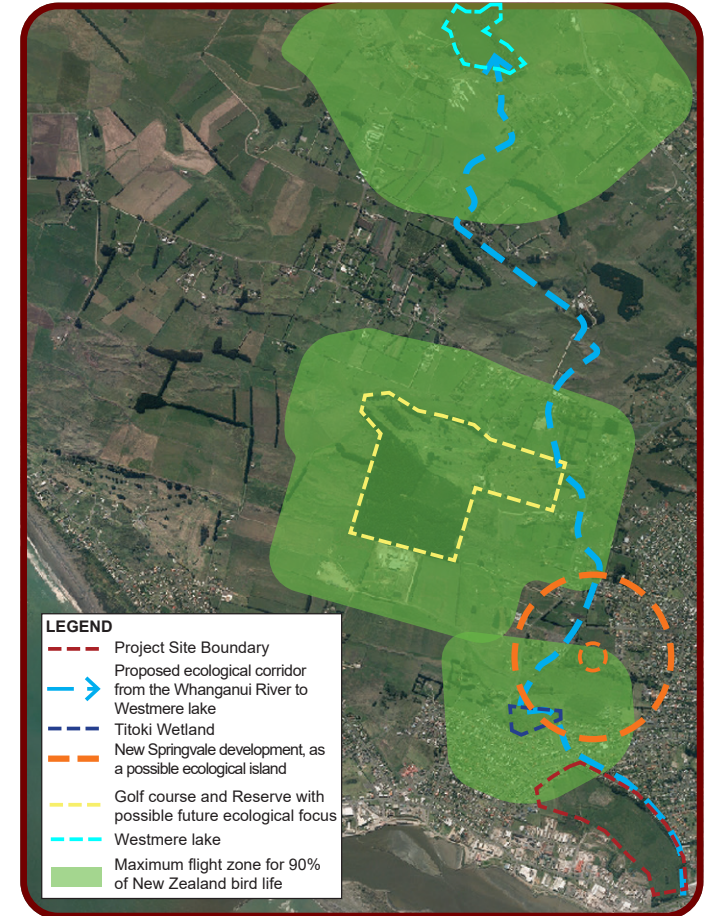 LEGEND
Project Site Boundary
Proposed ecological corridor
from the Whanganui River to
Westmere lake
Titoki Wetland
New Springvale development, as
a possible ecological island
Golf course and Reserve with
possible future ecological focus
Westmere lake
Maximum flight zone for 90%
of New Zealand bird life